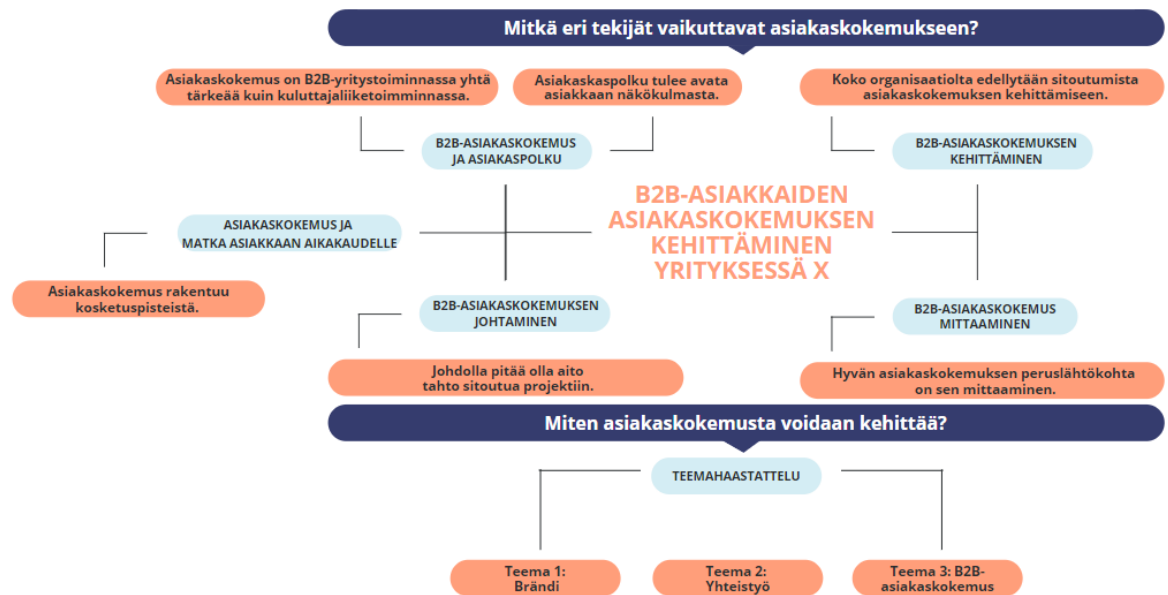 Mitkä eri tekijät vaikuttavat asiakaskokemukseen?
Asiakaskokemus on B2B-yritystoiminnassa yhtä
tärkeää kuin kuluttajaliiketoimminnassa.
Asiakaskaspolku tulee avata
asiakkaan näkökulmasta.
Koko organisaatiolta edellytään sitoutumista
asiakaskokemuksen kehittämiseen.
B2B-ASIAKASKOKEMUS
JA ASIAKASPOLKU
B2B-ASIAKASKOKEMUKSEN
KEHITTÄMINEN
B2B-ASIAKKAIDEN
ASIAKASKOKEMUKSEN
KEHITTÄMINEN
YRITYKSESSÄ X
ASIAKASKOKEMUS JA
MATKA ASIAKKAAN AIKAKAUDELLE
Asiakaskokemus rakentuu
kosketuspisteistä.
B2B-ASIAKASKOKEMUKSEN
JOHTAMINEN
B2B-ASIAKASKOKEMUS
MITTAAMINEN
Johdolla pitää olla aito
tahto sitoutua projektiin.
Hyvän asiakaskokemuksen peruslähtökohta
on sen mittaaminen.
Miten asiakaskokemusta voidaan kehittää?
TEEMAHAASTATTELU
Teema 1:
Brändi
Teema 2:
Yhteistyö
Teema 3: B2B-
asiakaskokemus